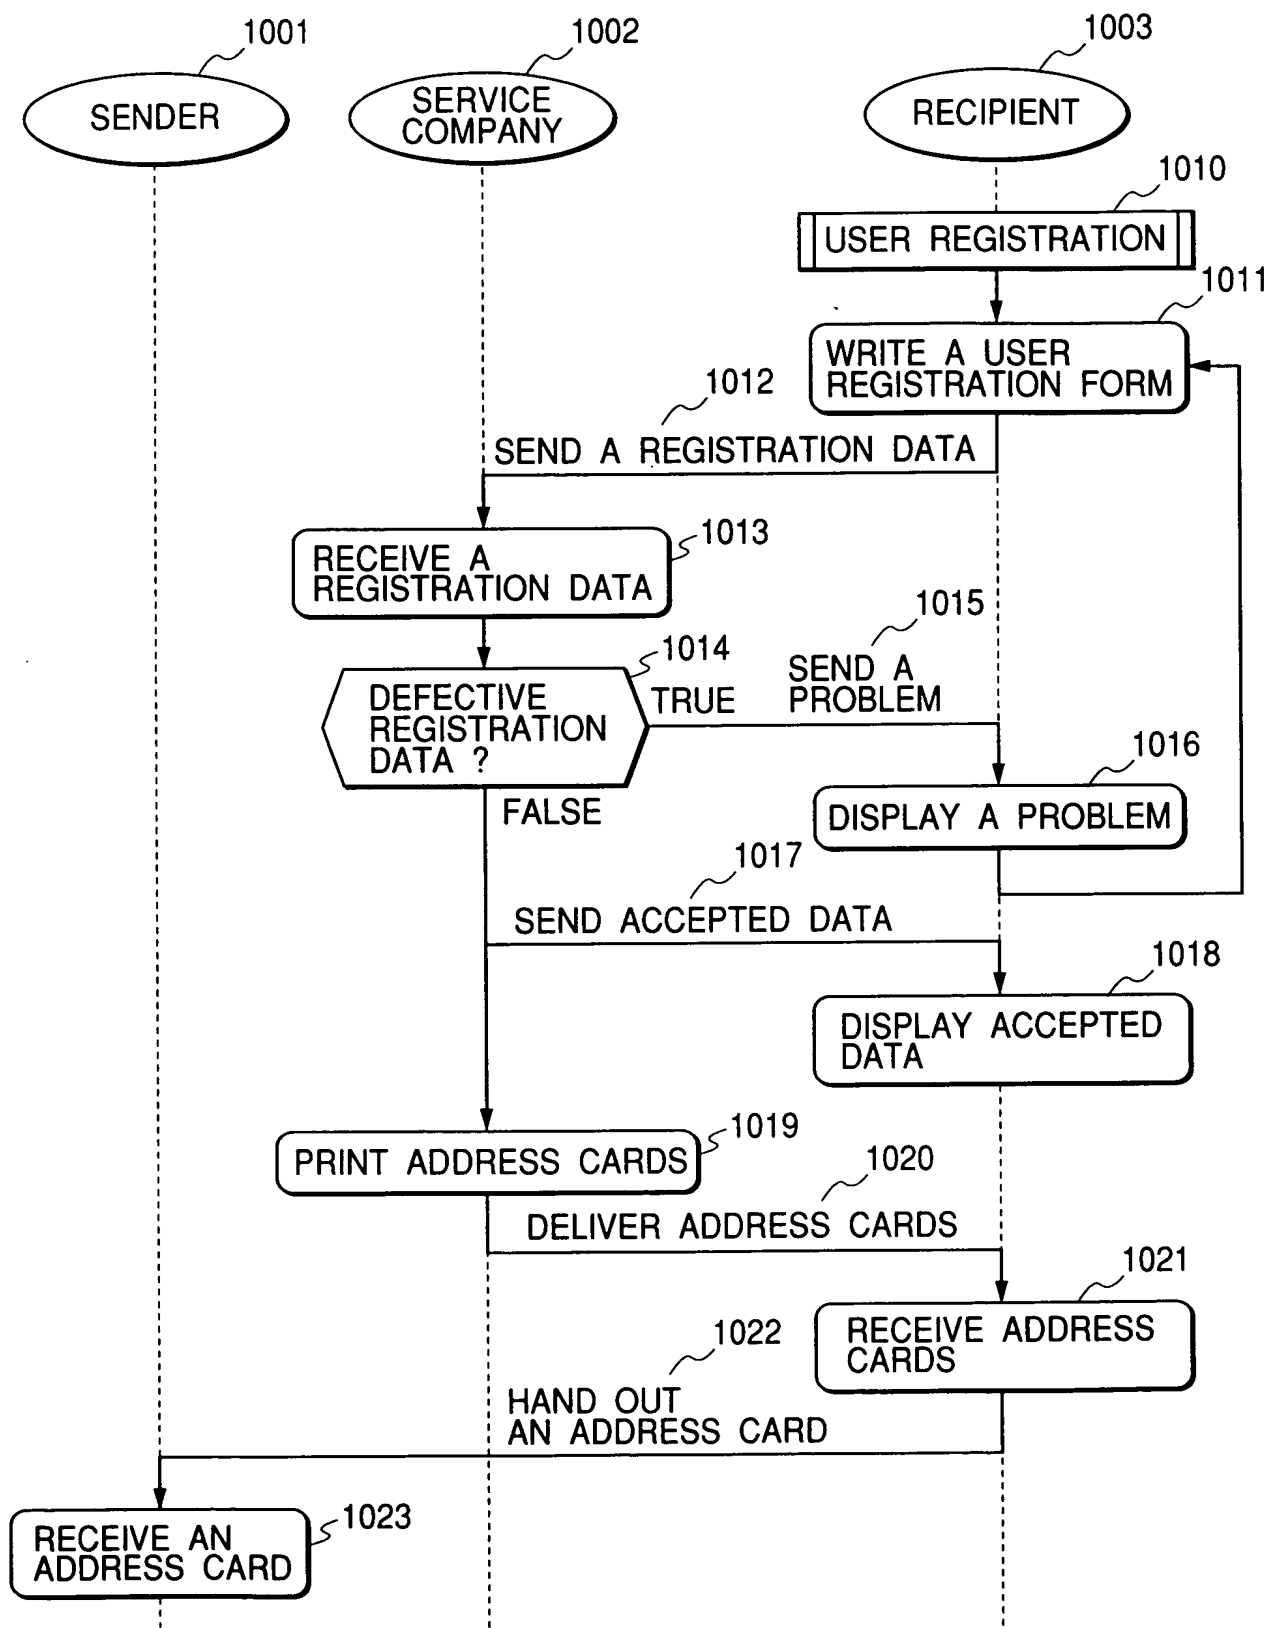 1001
1002
1003
SENDER
SERVICE
COMPANY
RECIPIENT
1010
USER REGISTRATION
1011
WRITE A USER
REGISTRATION FORM
1012
SEND A REGISTRATION DATA
1013
RECEIVE A
REGISTRATION DATA
1014
DEFECTIVE
REGISTRATION
DATA ?
TRUE
1015
SEND A
PROBLEM
FALSE
1016
DISPLAY A PROBLEM
1017
SEND ACCEPTED DATA
1018
DISPLAY ACCEPTED
DATA
1019
PRINT ADDRESS CARDS
1020
DELIVER ADDRESS CARDS
1021
RECEIVE ADDRESS
CARDS
1022
HAND OUT
AN ADDRESS CARD
1023
RECEIVE AN
ADDRESS CARD